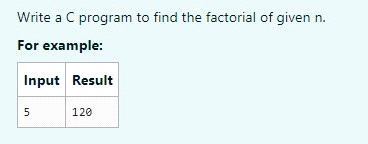 Write a C program to find the factorial of given n.
For example:
Input Result
5 120